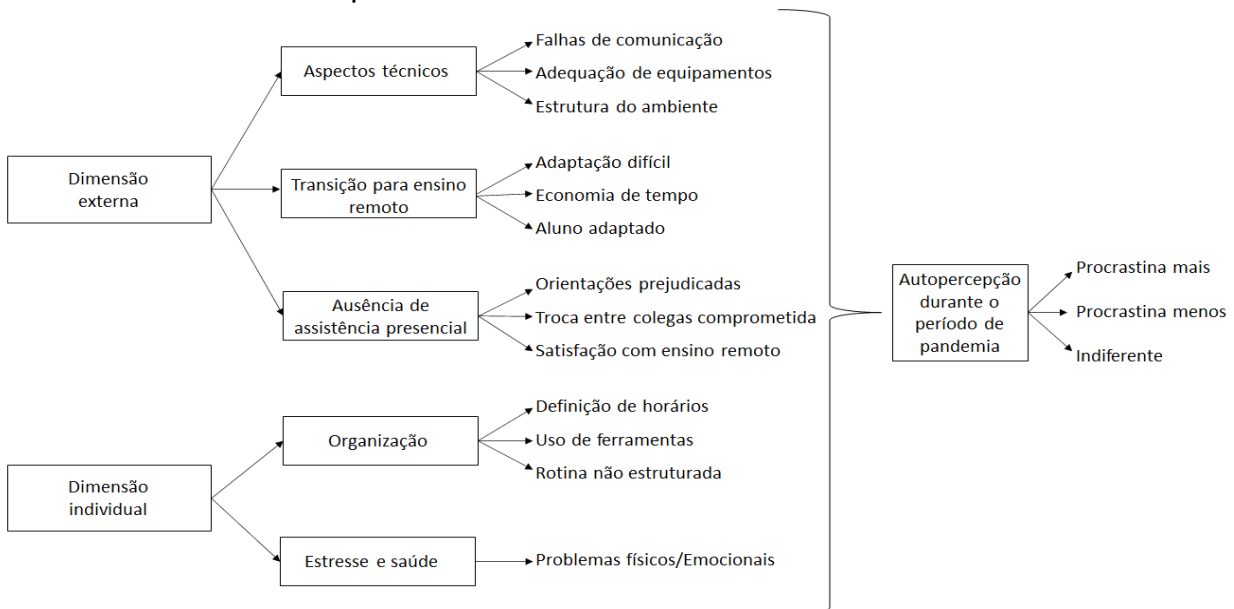 Dimensão
externa
Aspectos técnicos
Falhas de comunicação
Adequação de equipamentos
Estrutura do ambiente
Transição para ensino
remoto
Adaptação difícil
Economia de tempo
Aluno adaptado
Ausência de
assistência presencial
Orientações prejudicadas
Troca entre colegas comprometida
Satisfação com ensino remoto
Dimensão
individual
Organização
Definição de horários
Uso de ferramentas
Rotina não estruturada
Estresse e saúde
Problemas físicos/Emocionais
Autopercepção
durante o
período de
pandemia
Procrastina mais
Procrastina menos
Indiferente